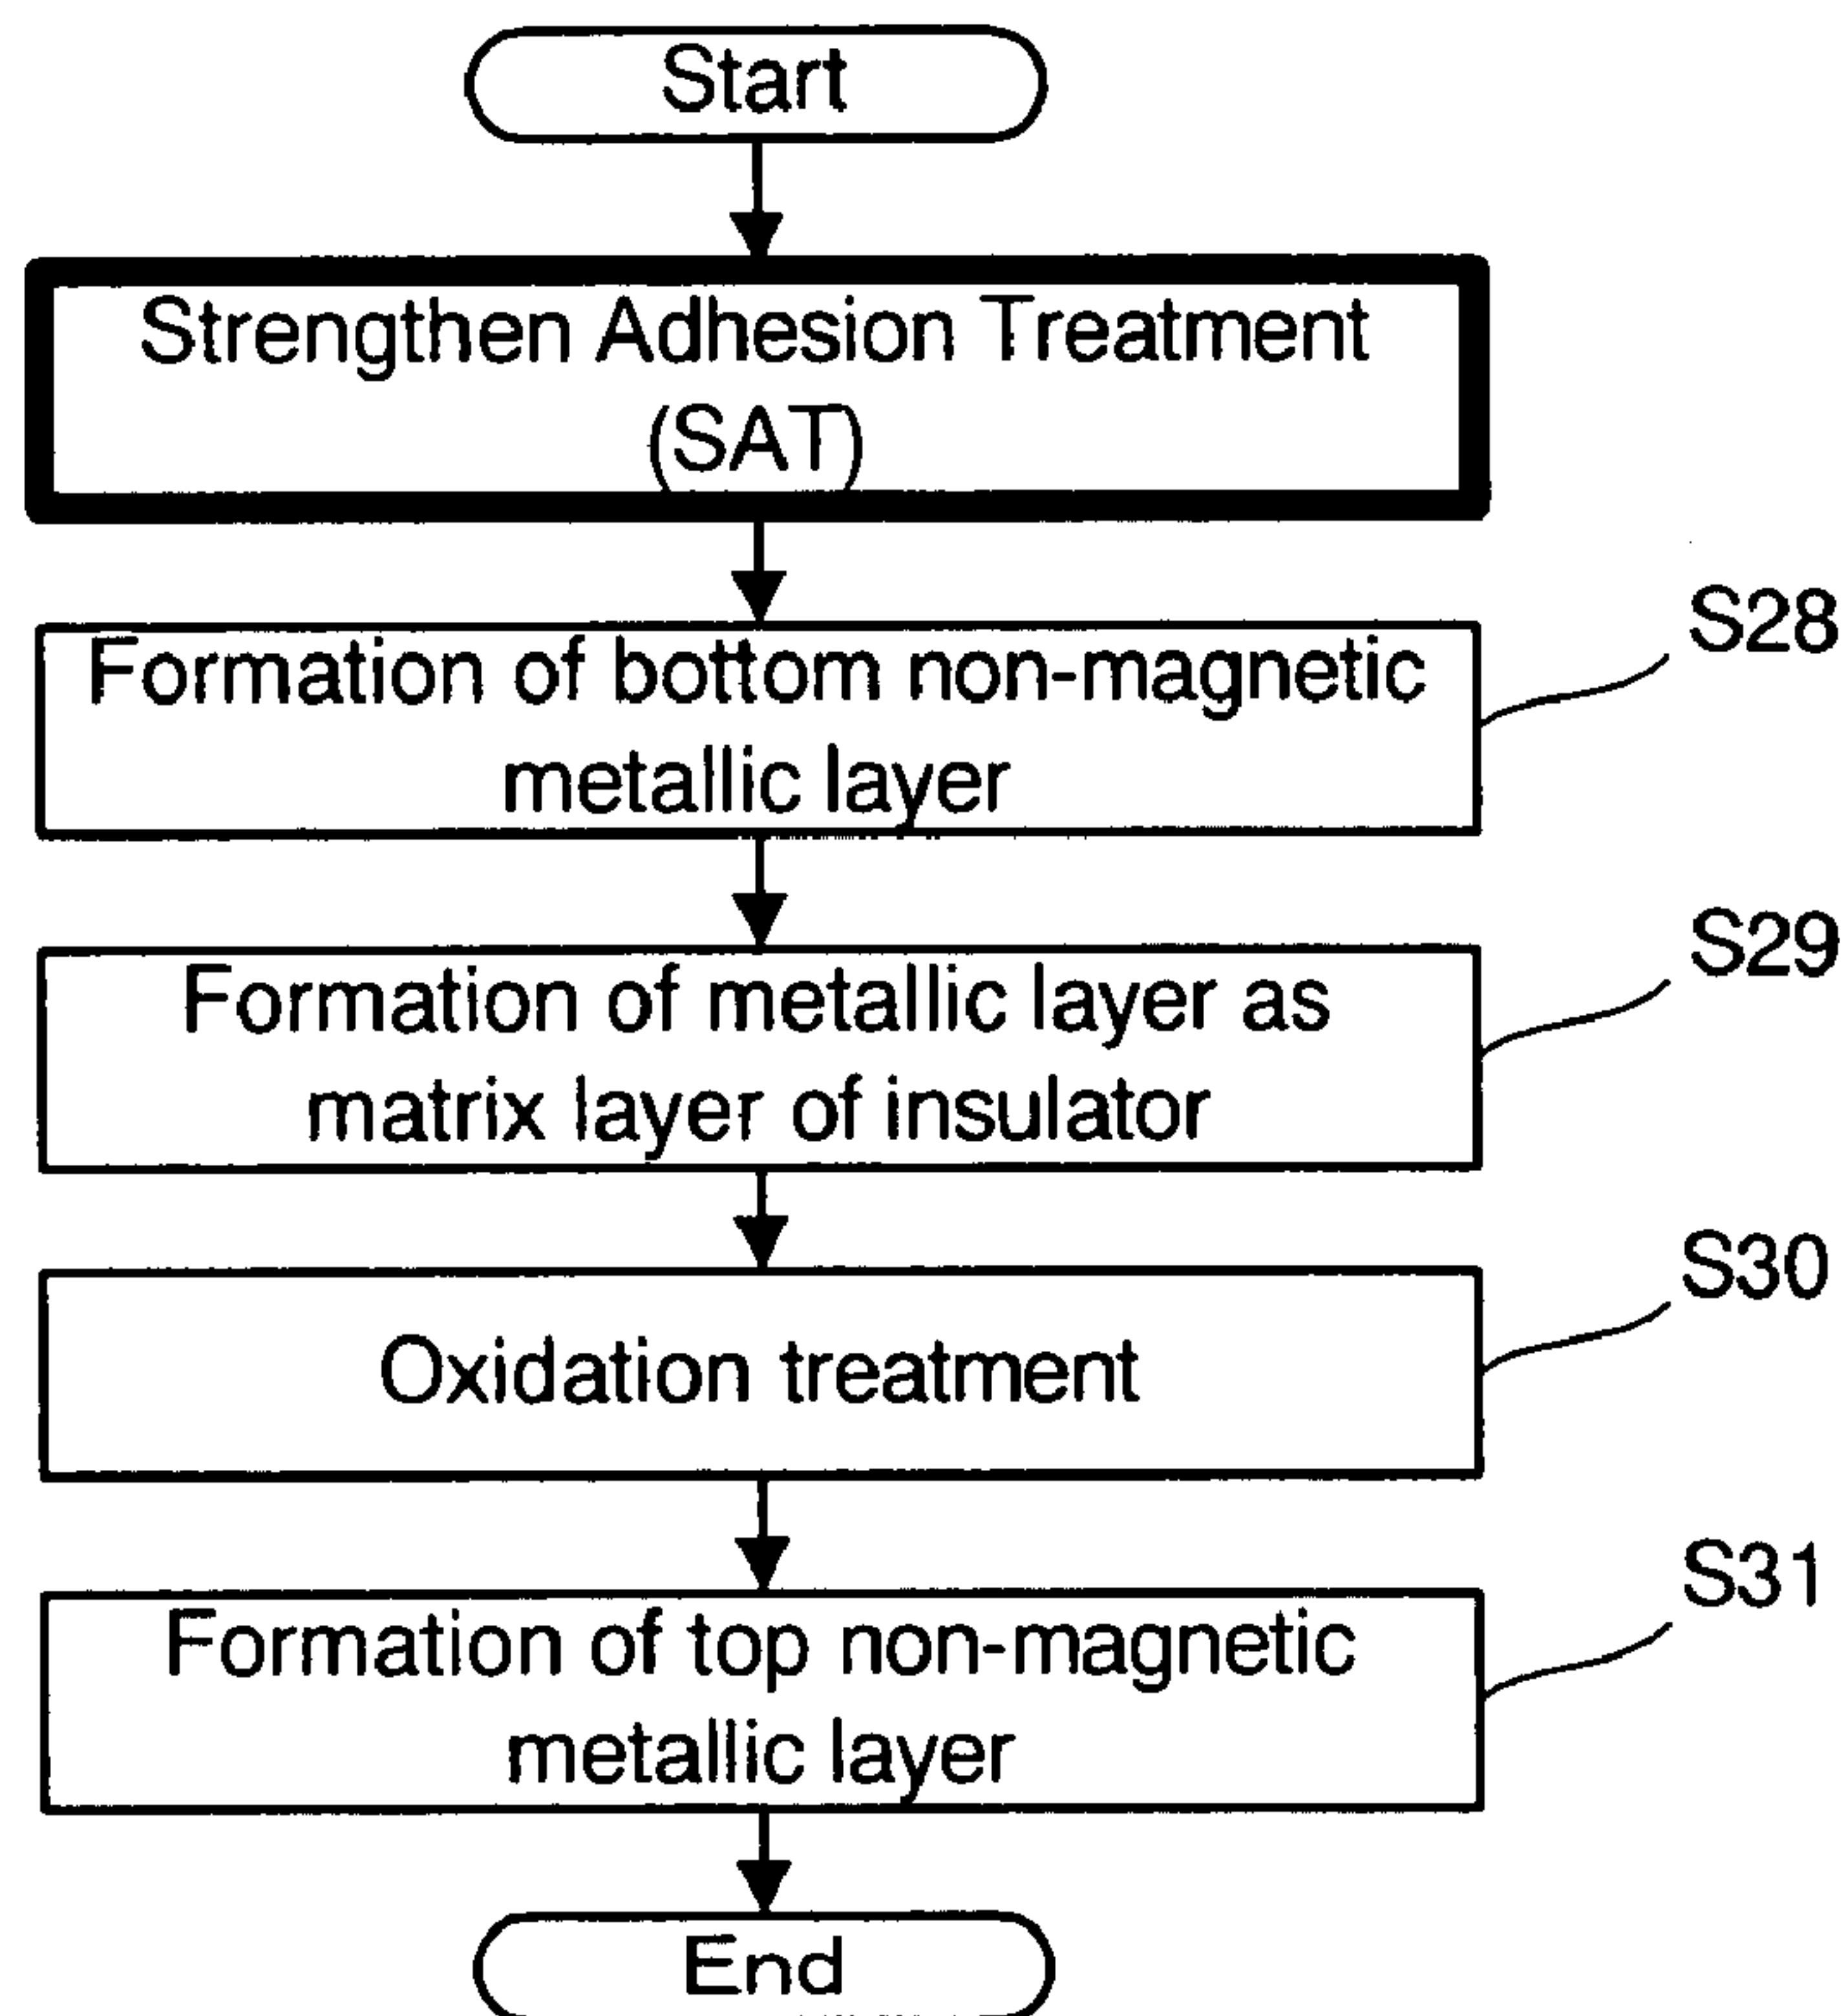 Start
Strengthen Adhesion Treatment
(SAT)
S28
Formation of bottom non-magnetic
metallic layer
S29
Formation of metallic layer as
matrix layer of insulator
S30
Oxidation treatment
S31
Formation of top non-magnetic
metallic layer
End